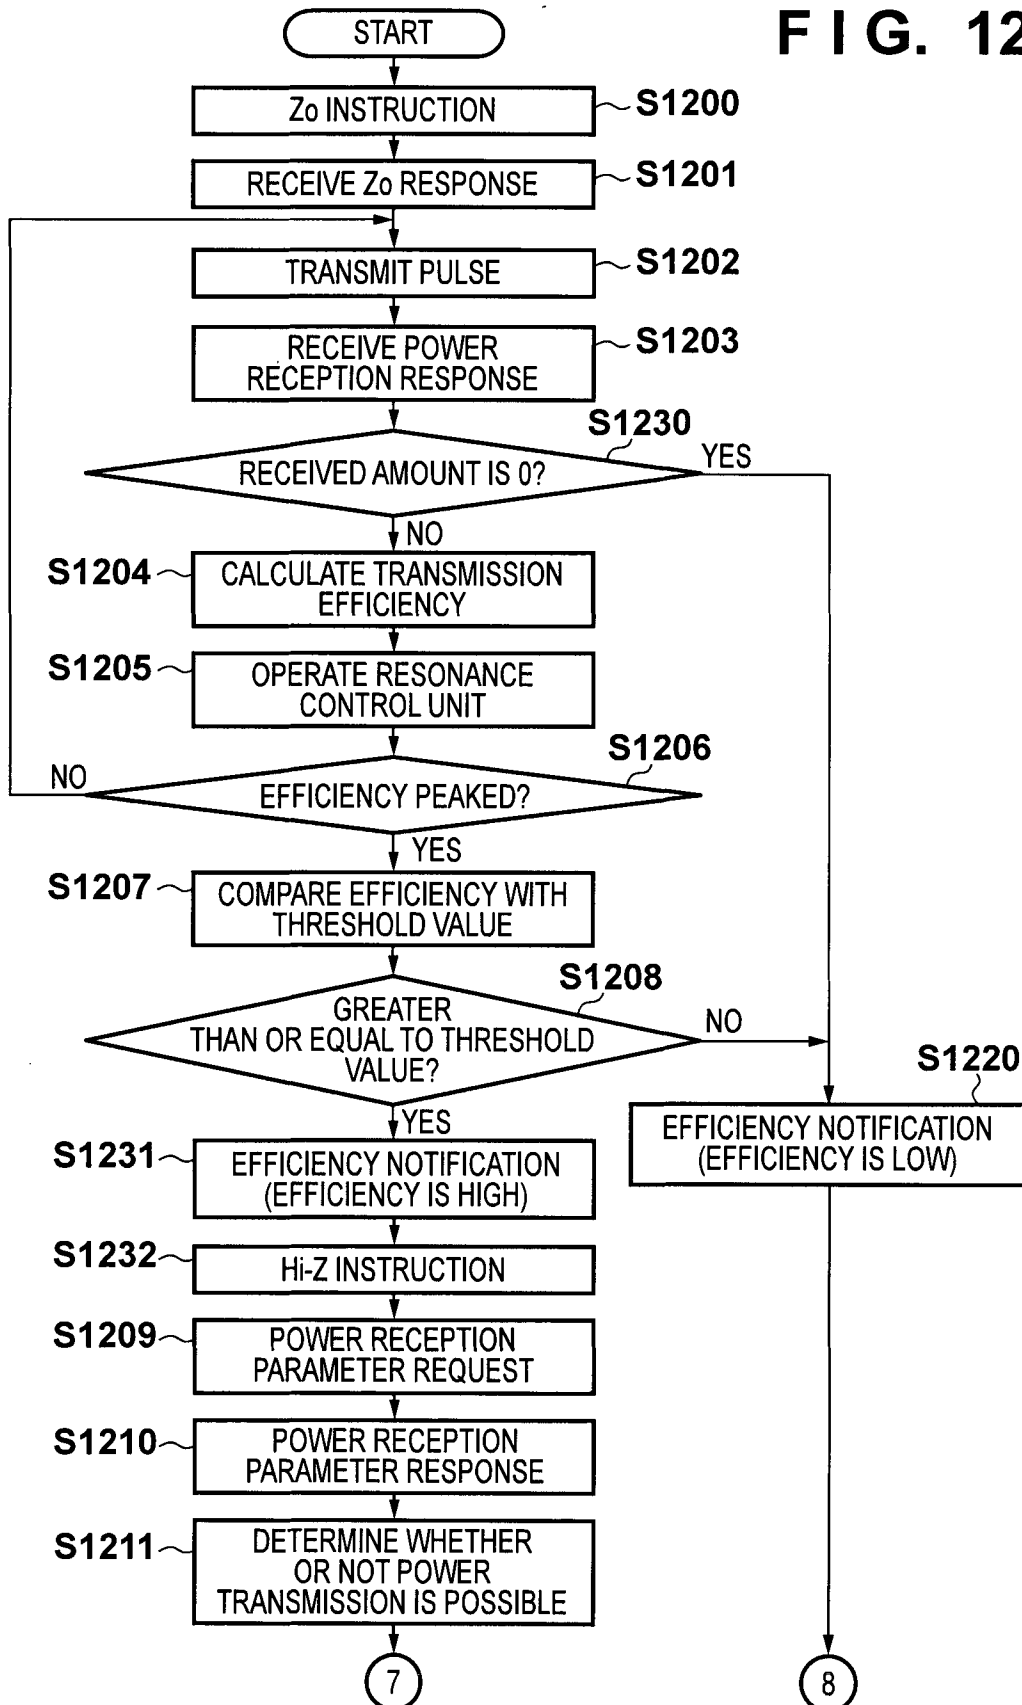 START
FIG. 12
Zo INSTRUCTION
S1200
RECEIVE Zo RESPONSE
S1201
TRANSMIT PULSE
S1202
RECEIVE POWER
RECEPTION RESPONSE
S1203
S1230
RECEIVED AMOUNT IS 0?
YES
NO
S1204
CALCULATE TRANSMISSION
EFFICIENCY
S1205
OPERATE RESONANCE
CONTROL UNIT
S1206
NO
EFFICIENCY PEAKED?
YES
S1207
COMPARE EFFICIENCY WITH
THRESHOLD VALUE
S1208
GREATER
THAN OR EQUAL TO THRESHOLD
VALUE?
NO
YES
S1220
EFFICIENCY NOTIFICATION
(EFFICIENCY IS LOW)
S1231
EFFICIENCY NOTIFICATION
(EFFICIENCY IS HIGH)
S1232
Hi-Z INSTRUCTION
S1209
POWER RECEPTION
PARAMETER REQUEST
S1210
POWER RECEPTION
PARAMETER RESPONSE
S1211
DETERMINE WHETHER
OR NOT POWER
TRANSMISSION IS POSSIBLE
7
8